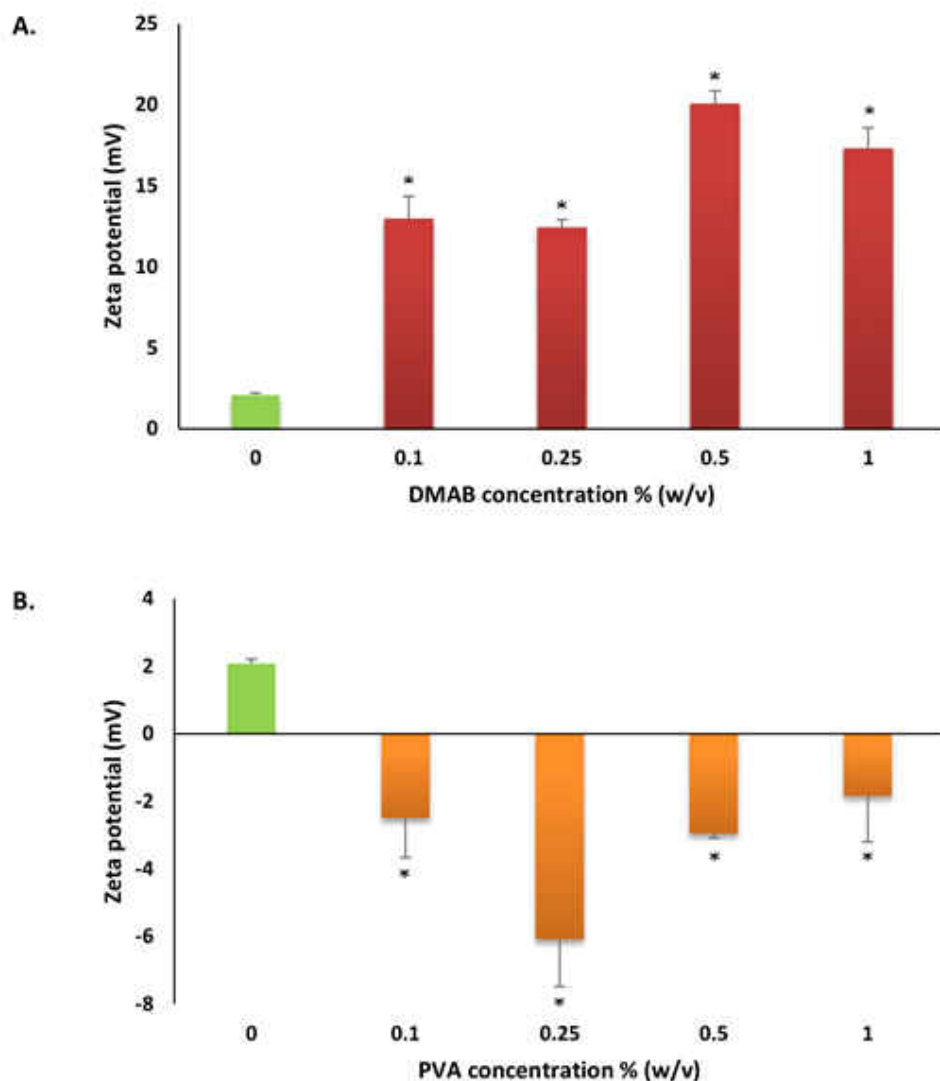 A.
25
20
15
10
5
0
Zeta potential (mV)
* * * *
0 0.1 0.25 0.5 1
DMAB concentration % (w/v)
B.
4
2
0
-2
-4
-6
-8
Zeta potential (mV)
* * * *
0 0.1 0.25 0.5 1
PVA concentration % (w/v)